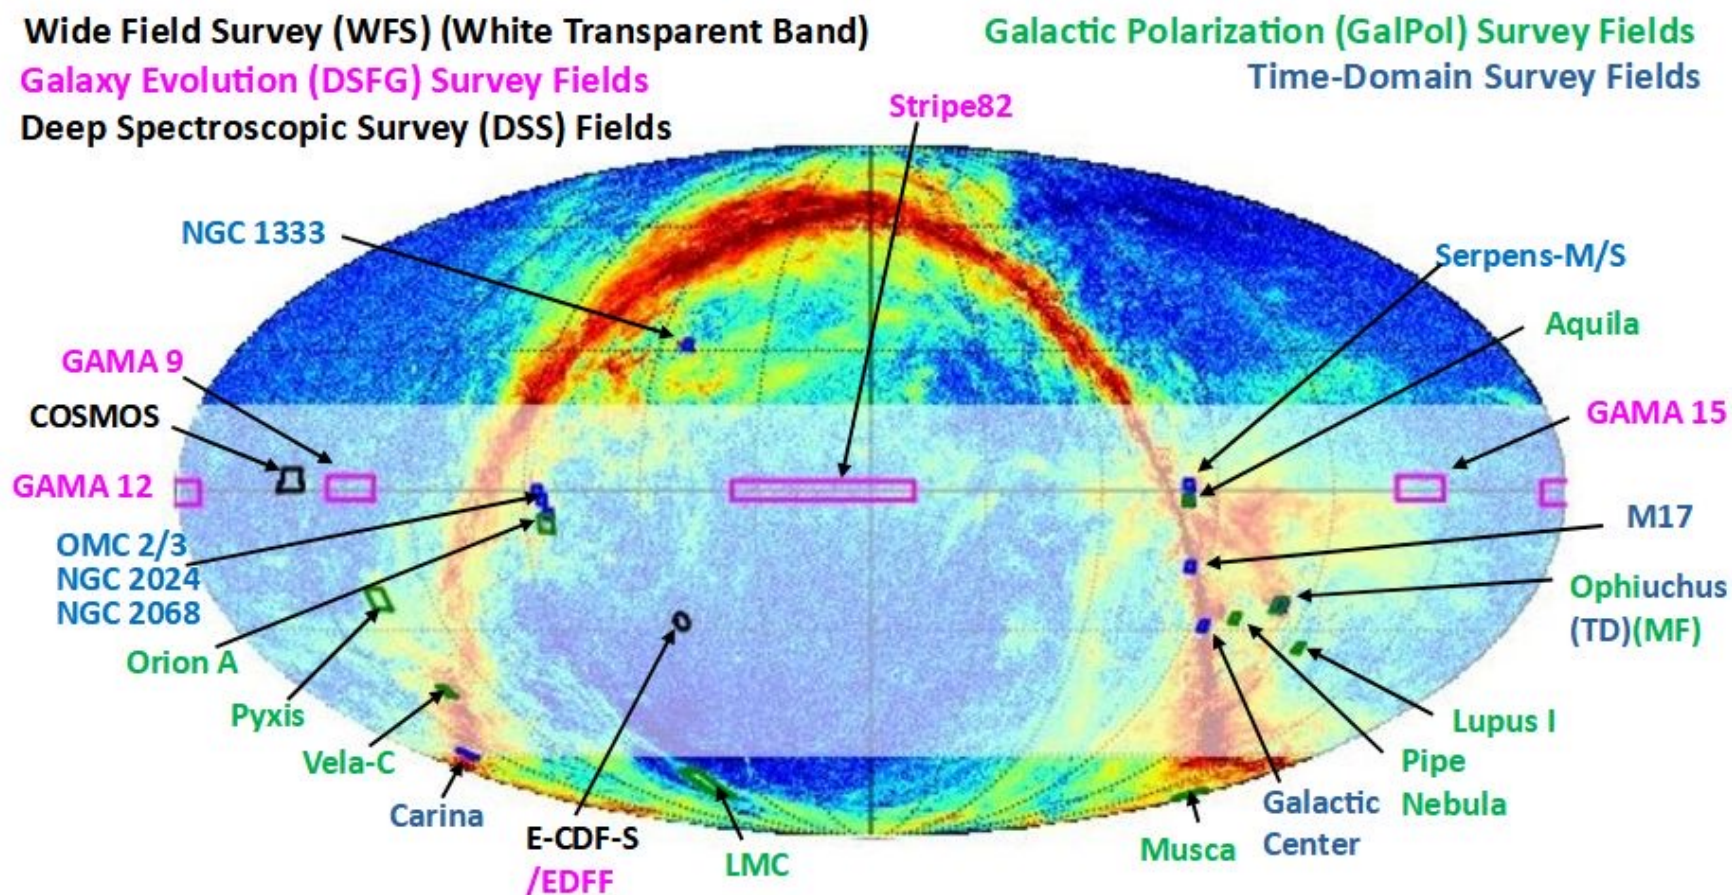 Wide Field Survey (WFS) (White Transparent Band)
Galactic Polarization (GalPol) Survey Fields
Galaxy Evolution (DSFG) Survey Fields
Time-Domain Survey Fields
Deep Spectroscopic Survey (DSS) Fields
Stripe82
NGC 1333
Serpens-M/S
Aquila
GAMA 9
COSMOS
GAMA 15
GAMA 12
M17
OMC 2/3
NGC 2024
NGC 2068
Ophiuchus
(TD)(MF)
Orion A
Pyxis
Lupus I
Vela-C
Pipe
Nebula
Carina
Galactic
Center
E-CDF-S
/EDFF
LMC
Musca